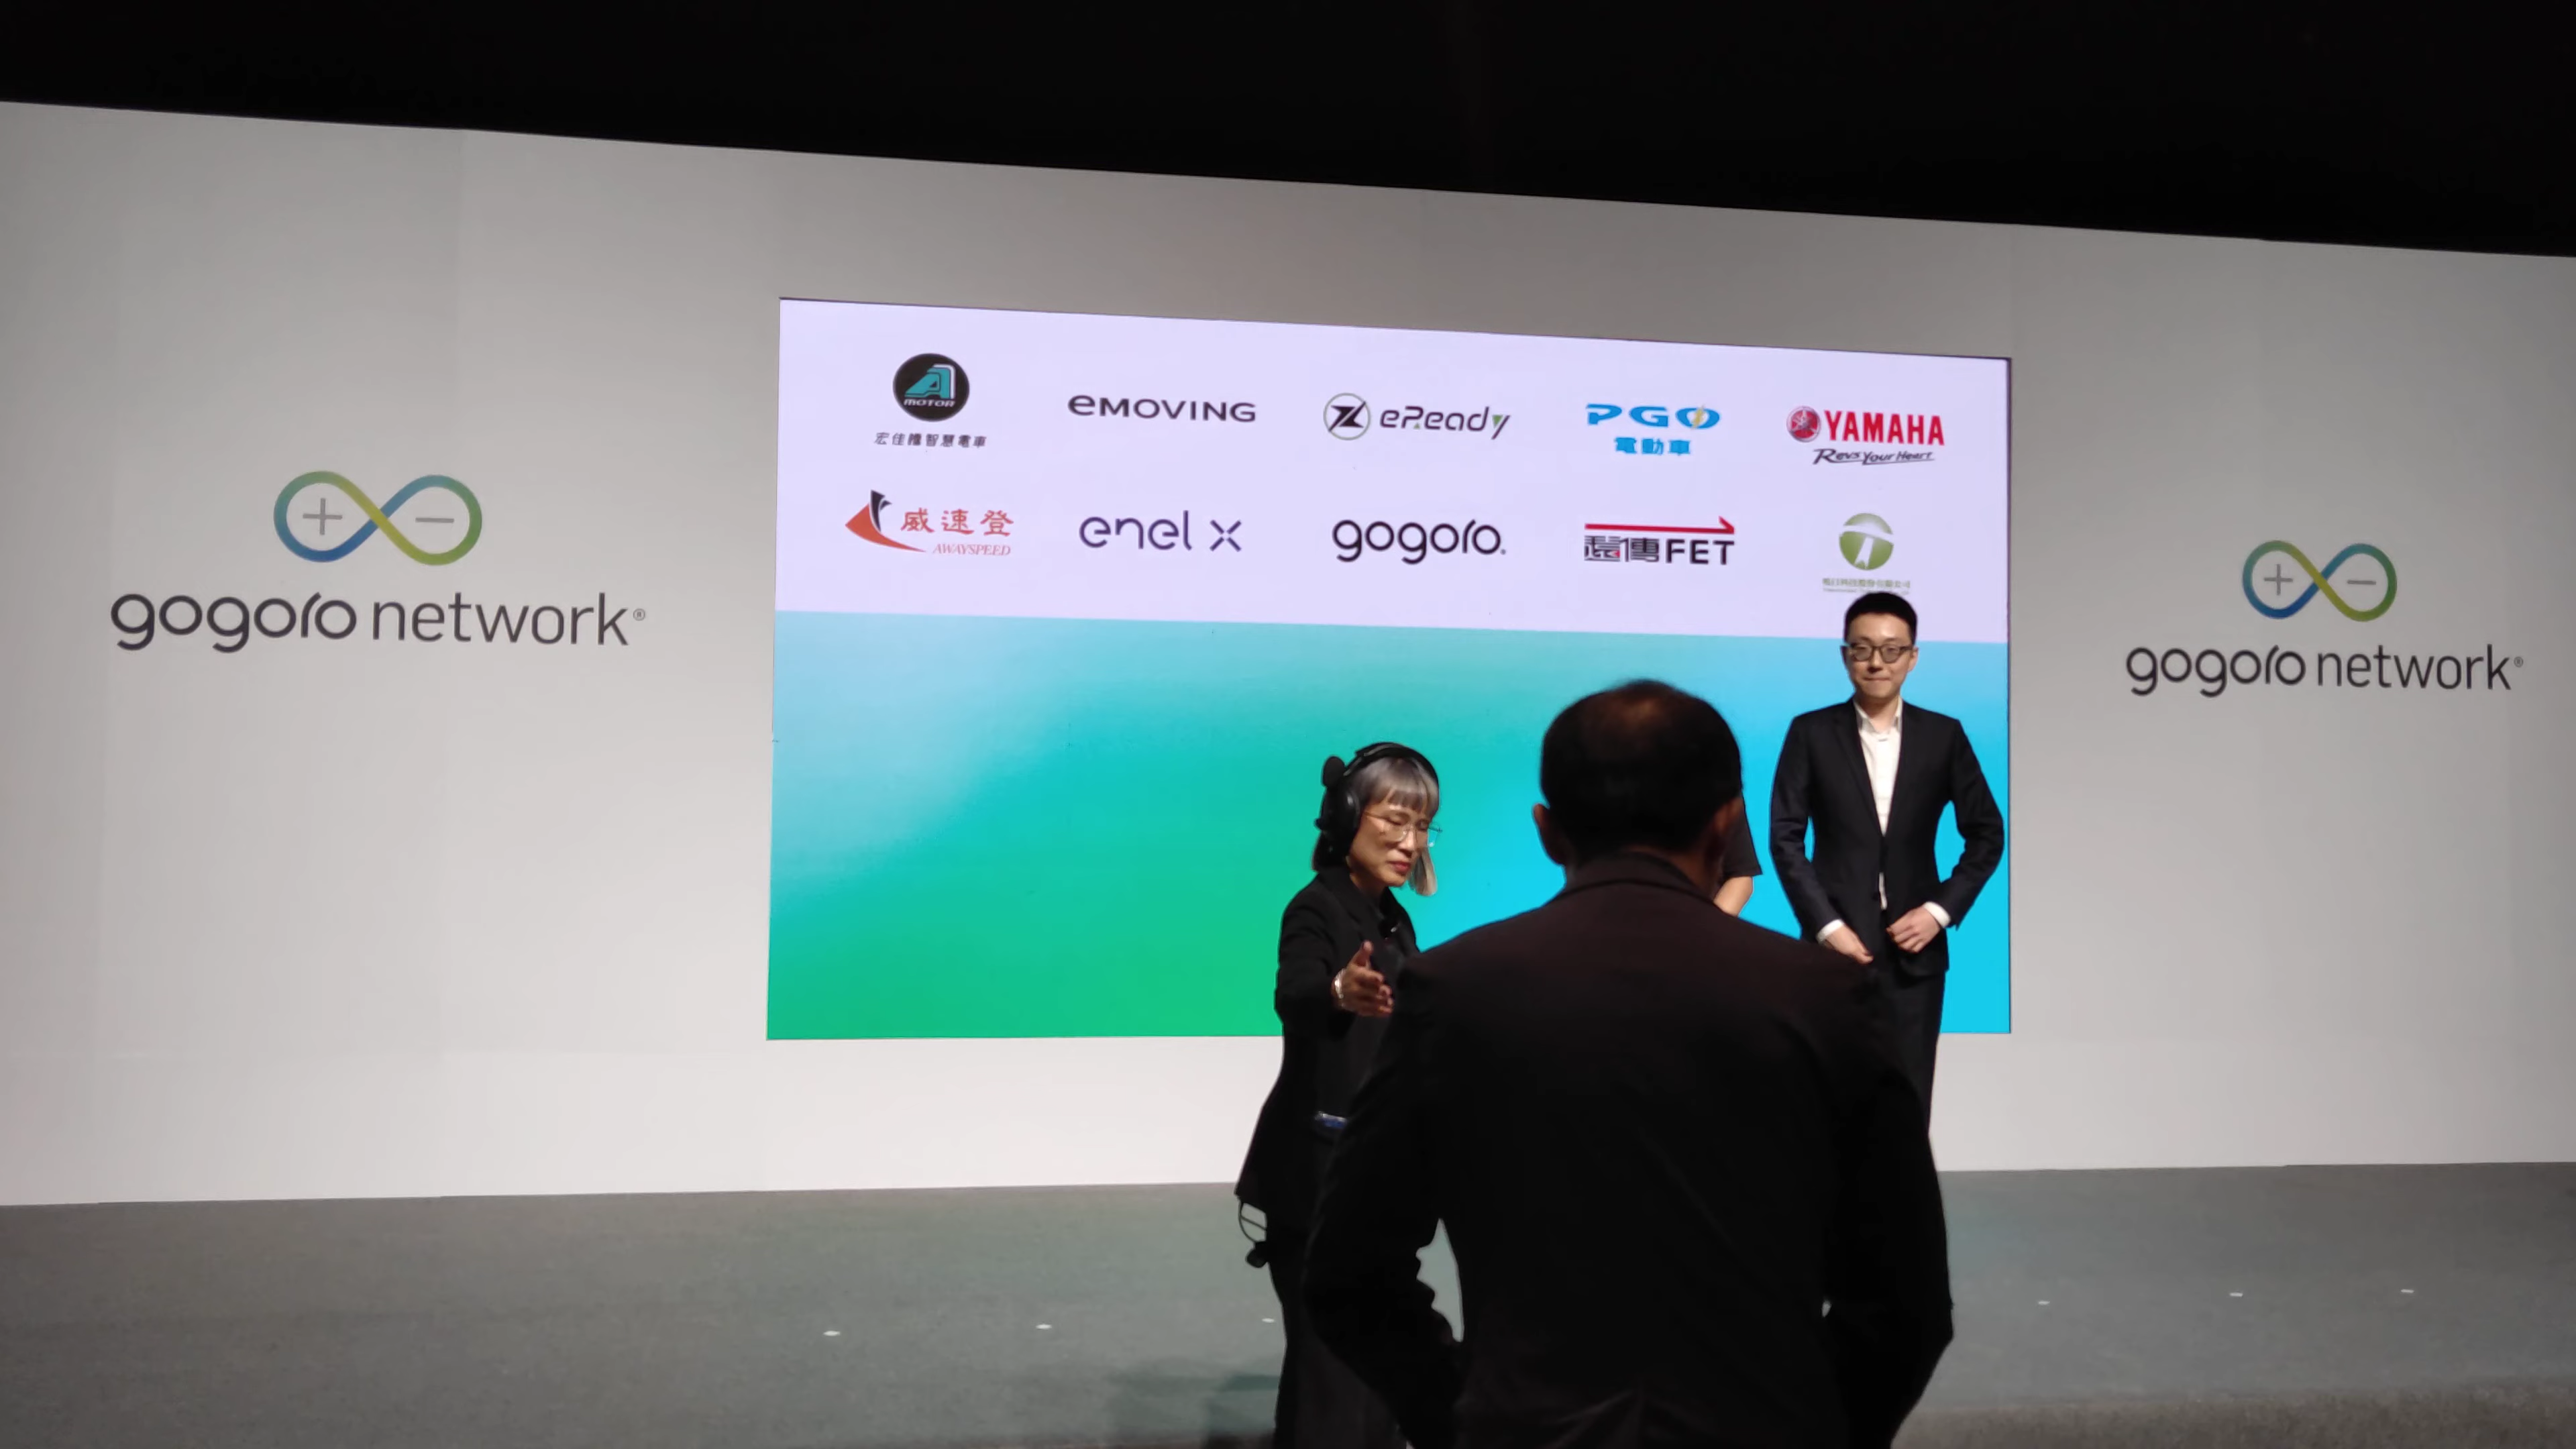 gogoro network®
MOTOR
宏佳騰智慧電車
eMOVING
eReady
PGO
電動車
YAMAHA
Revs Your Heart
威速登
AWAYSPEED
enel x
gogoro
遠傳FET
gogoro network®